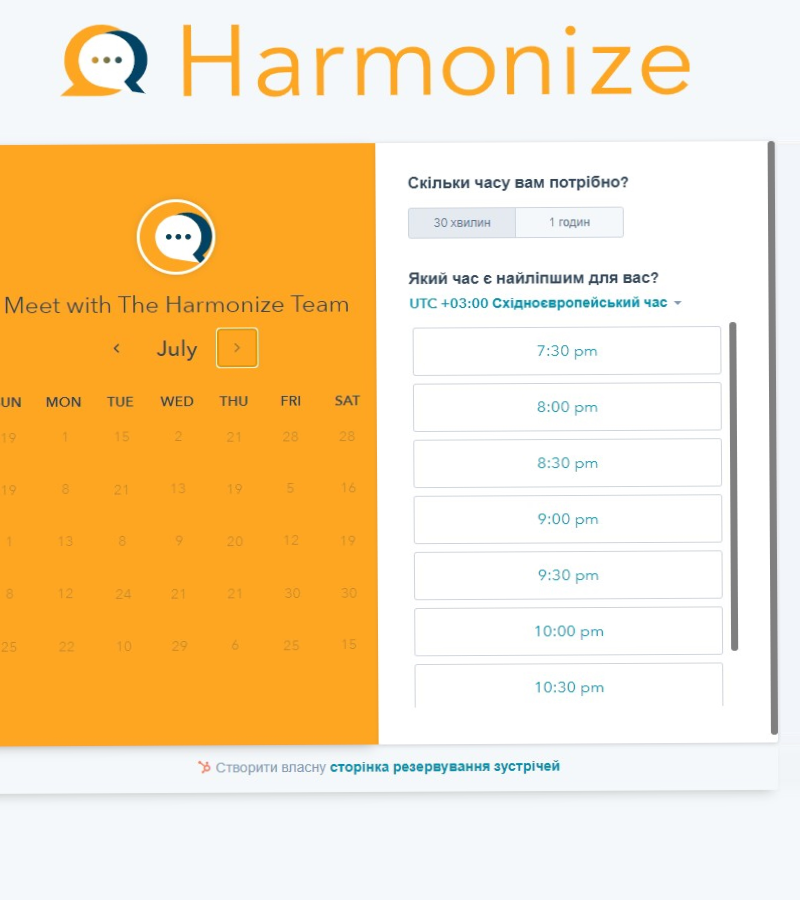 Harmonize
Meet with The Harmonize Team
July
UN MON TUE WED THU FRI SAT
19 1 15 2 21 28 28
19 8 21 13 19 5 16
1 13 8 9 20 12 19
8 12 24 21 21 30 30
25 22 10 29 6 25 15
Скільки часу вам потрібно?
30 хвилин 1 годин
Який час є найліпшим для вас?
UTC +03:00 Східноєвропейський час
7:30 pm
8:00 pm
8:30 pm
9:00 pm
9:30 pm
10:00 pm
10:30 pm
Створити власну сторінка резервування зустрічей